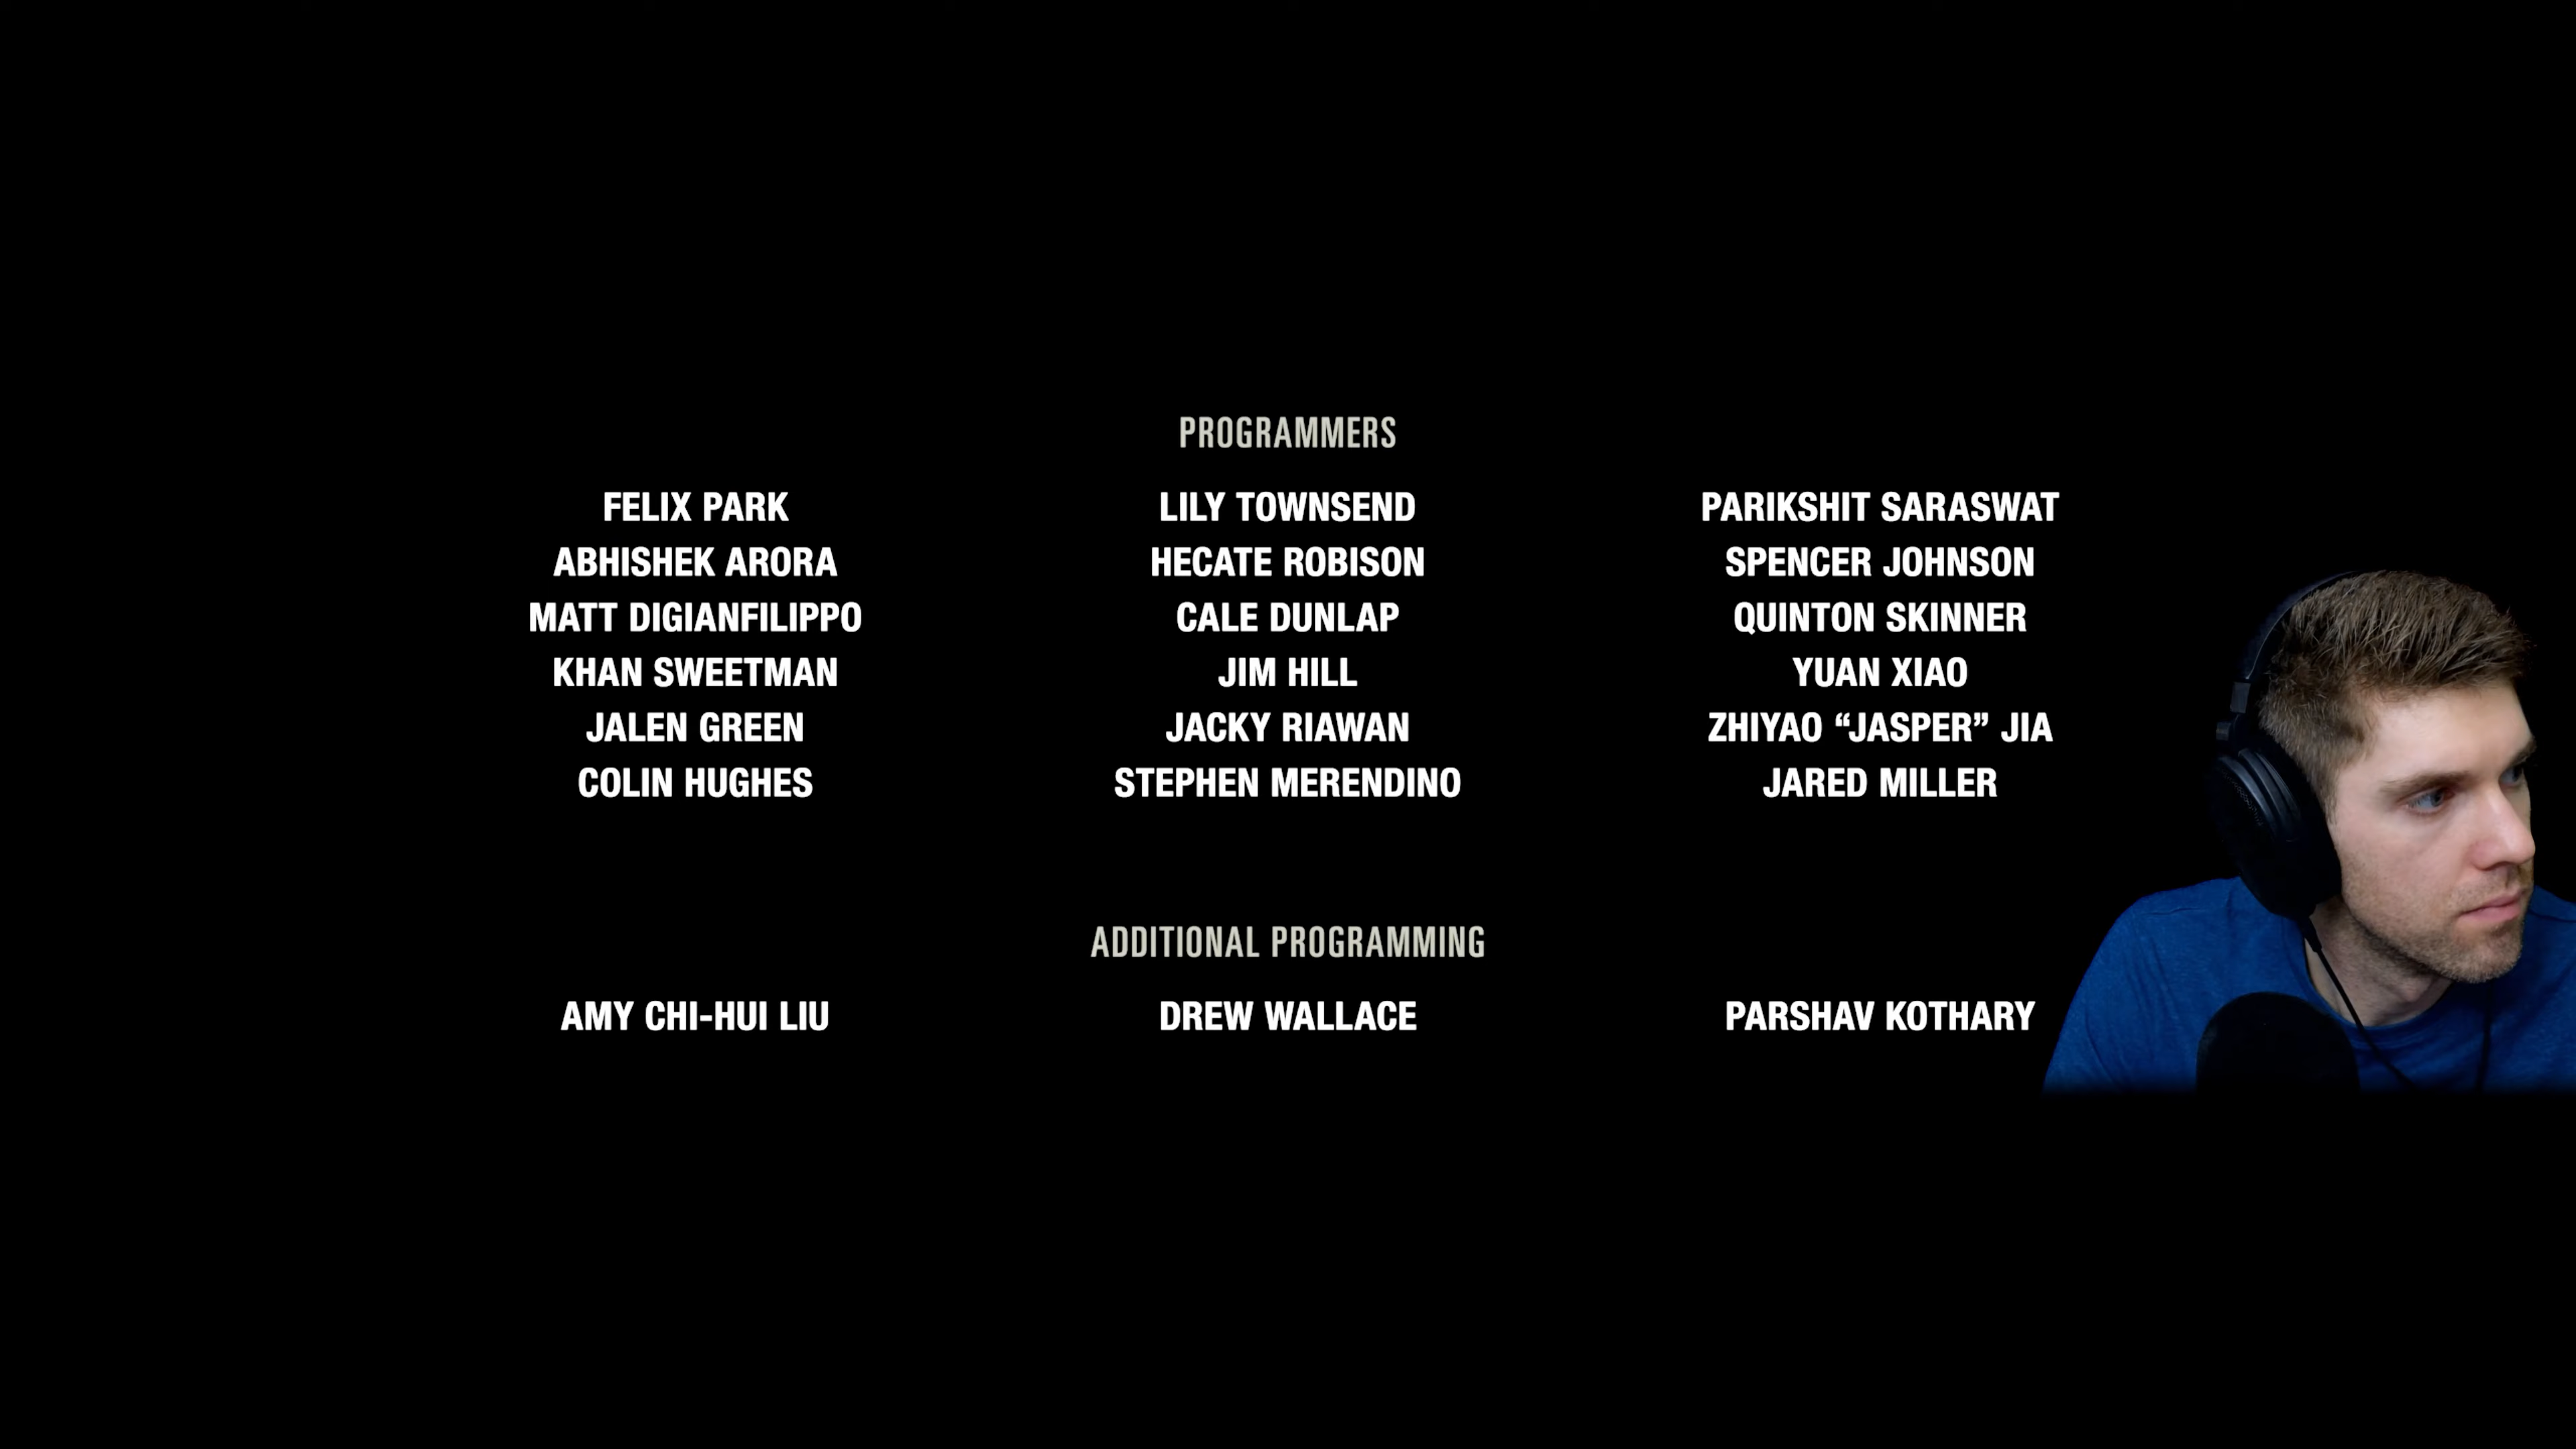 PROGRAMMERS
FELIX PARK LILY TOWNSEND PARIKSHIT SARASWAT
ABHISHEK ARORA HECATE ROBISON SPENCER JOHNSON
MATT DIGIANFILIPPO CALE DUNLAP QUINTON SKINNER
KHAN SWEETMAN JIM HILL YUAN XIAO
JALEN GREEN JACKY RIAWAN ZHIYAO “JASPER” JIA
COLIN HUGHES STEPHEN MERENDINO JARED MILLER
ADDITIONAL PROGRAMMING
AMY CHI-HUI LIU DREW WALLACE PARSHAV KOTHARY